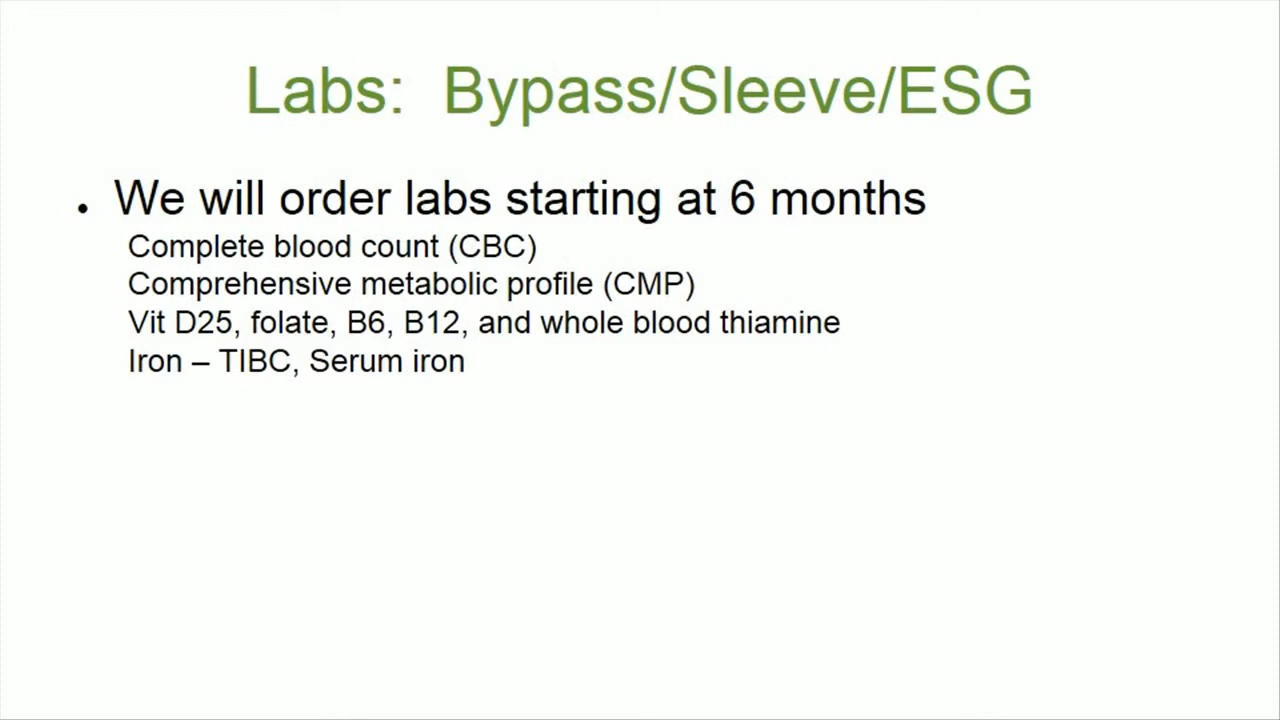 Labs: Bypass/Sleeve/ESG
• We will order labs starting at 6 months
Complete blood count (CBC)
Comprehensive metabolic profile (CMP)
Vit D25, folate, B6, B12, and whole blood thiamine
Iron – TIBC, Serum iron